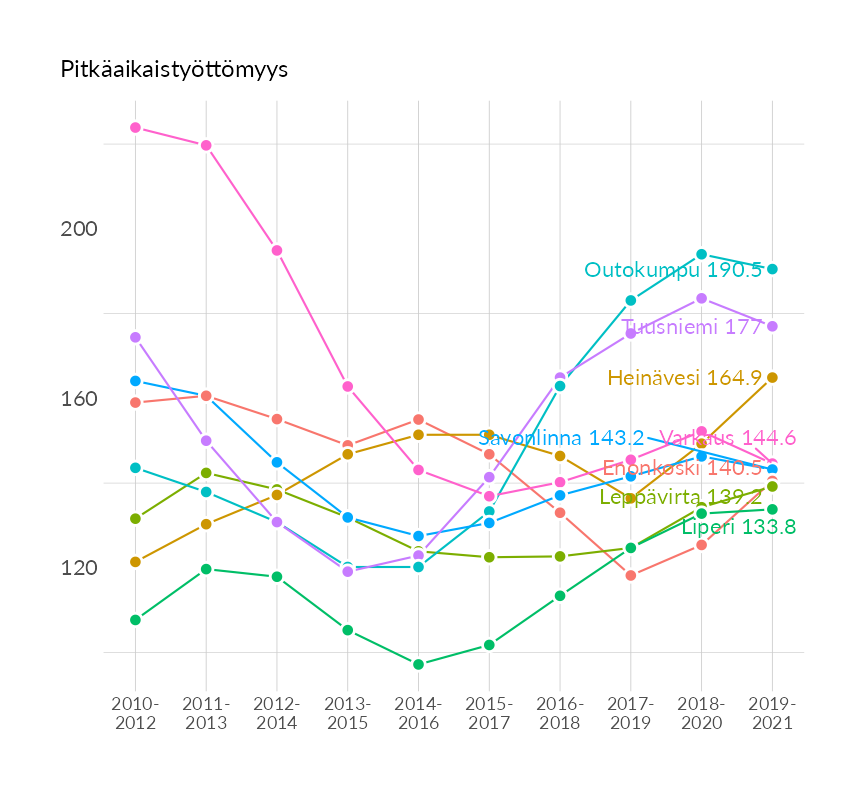 Pitkäaikaistyöttömyys
200
160
120
Outokumpu 190.5
Tuusniemi 177
Heinävesi 164.9
Savonlinna 143.2
Varkaus 144.6
Enonkoski 140.5
Leppävirta 139.2
Liperi 133.8
2010-
2012
2011-
2013
2012-
2014
2013-
2015
2014-
2016
2015-
2017
2016-
2018
2017-
2019
2018-
2020
2019-
2021